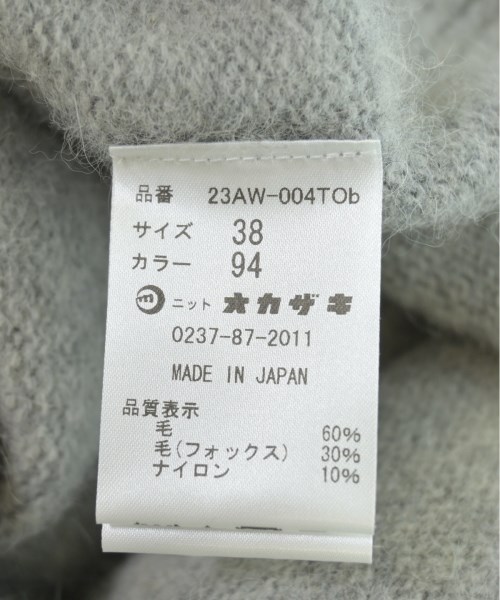 品番 23AW-004TOb
サイズ 38
カラー 94
ニット オカザキ
0237-87-2011
MADE IN JAPAN
品質表示
毛 60%
毛(フォックス) 30%
ナイロン 10%